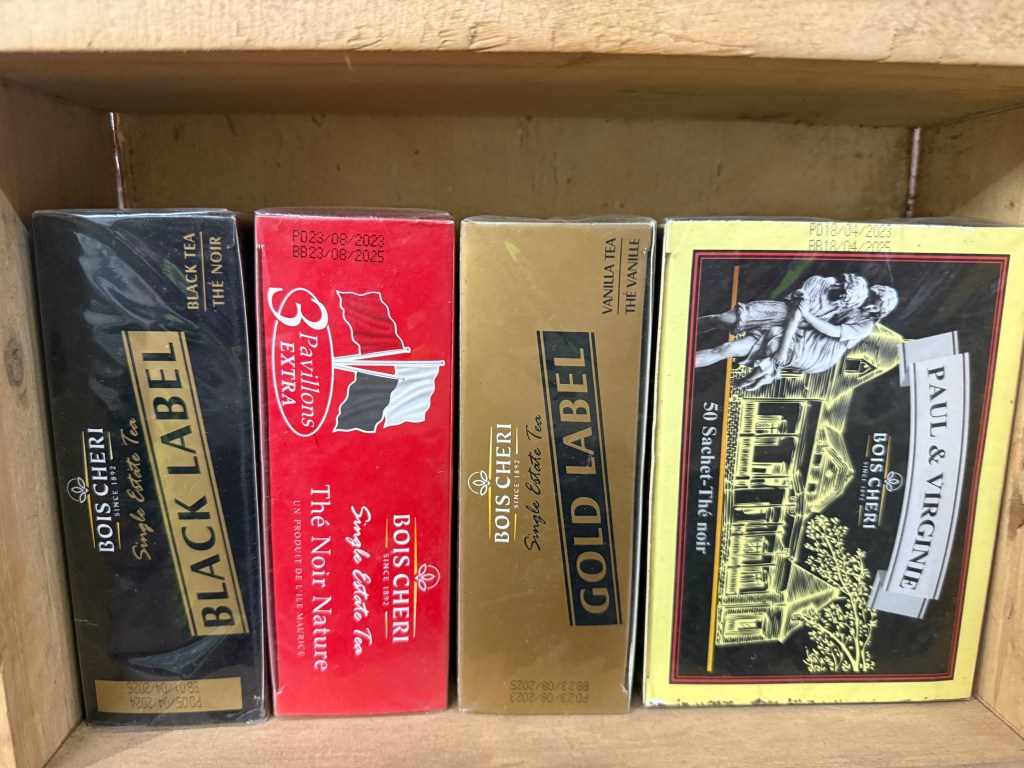 BLACK TEA
THÉ NOIR
BOIS CHERI
SINCE 1892
Single Estate Tea
BLACK LABEL
PD05/04/2024
PD23/08/2023
BB23/08/2025
3 Pavillons
EXTRA
BOIS CHERI
SINCE 1892
Single Estate Tea
Thé Noir Nature
UN PRODUIT DE L'ILE MAURICE
VANILLA TEA
THÉ VANILLE
BOIS CHERI
SINCE 1892
Single Estate Tea
GOLD LABEL
PD23/08/2023
BB23/08/2025
PD18/04/2023
BB18/04/2025
PAUL & VIRGINIE
BOIS CHERI
SINCE 1892
50 Sachet-Thé noir